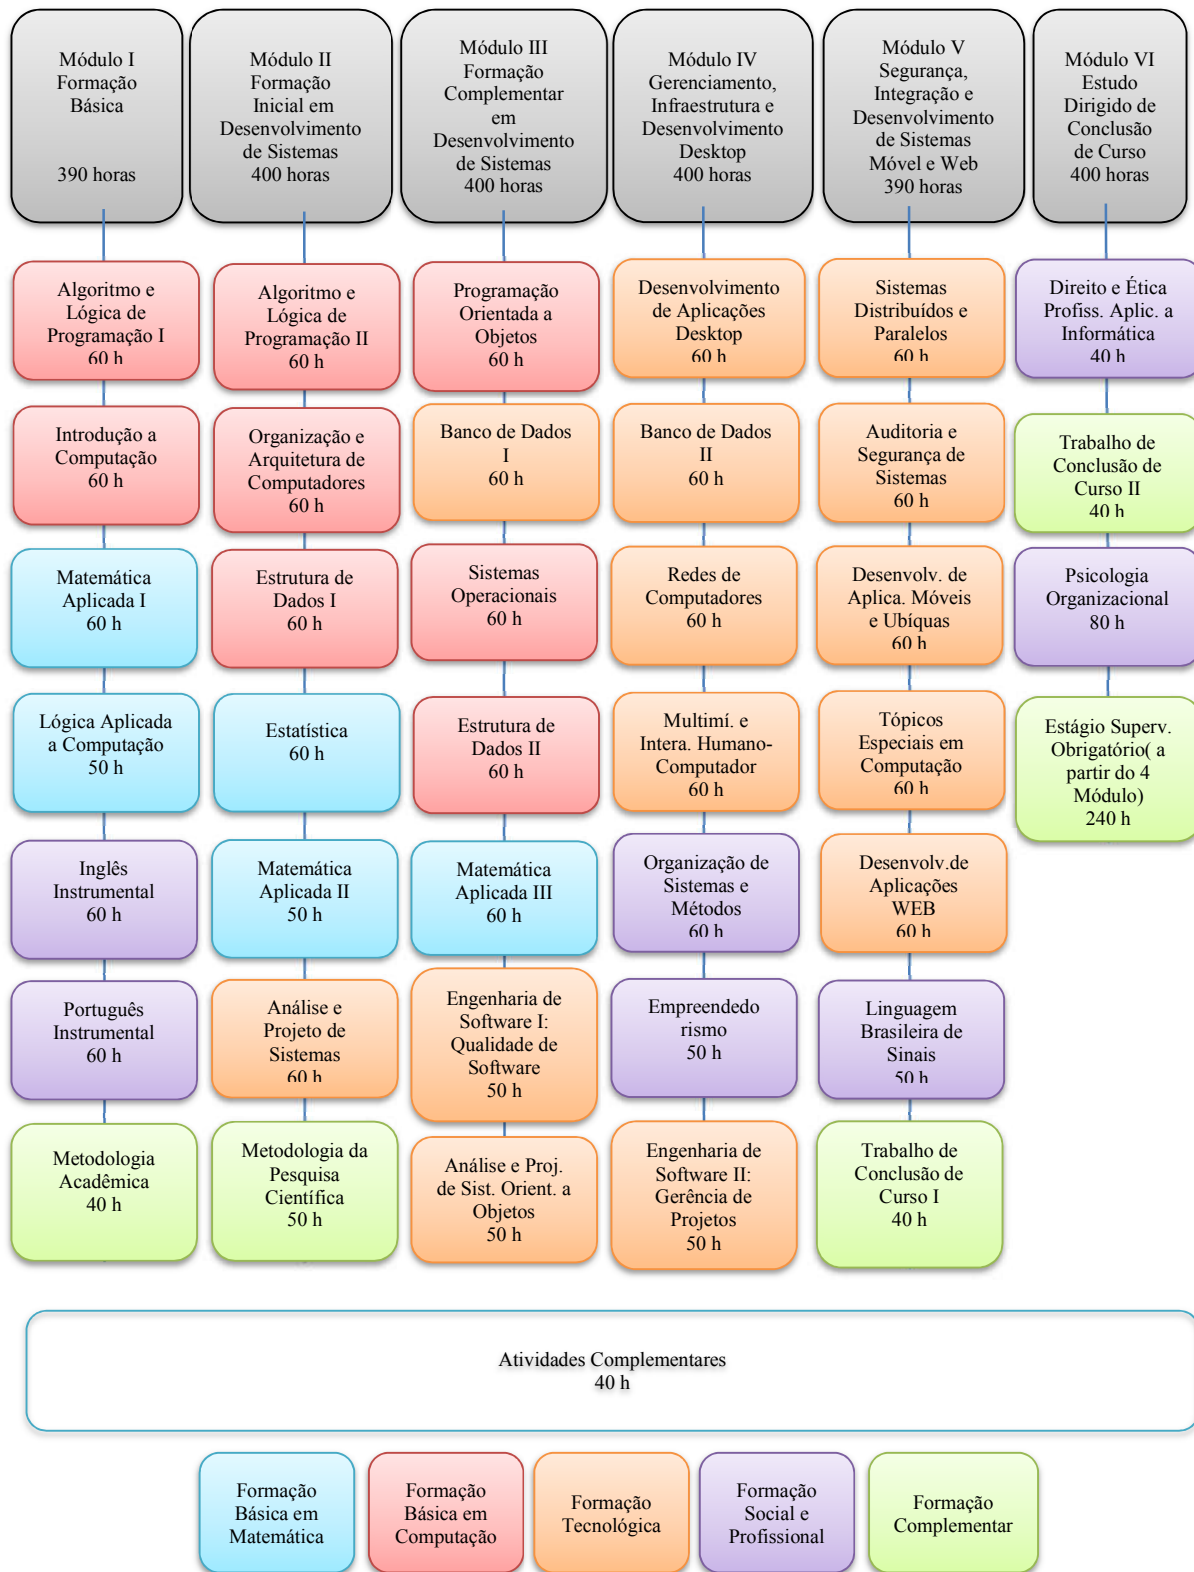 Módulo I
Formação
Básica
390 horas
Módulo II
Formação
Inicial em
Desenvolvimento
de Sistemas
400 horas
Módulo III
Formação
Complementar
em
Desenvolvimento
de Sistemas
400 horas
Módulo IV
Gerenciamento,
Infraestrutura e
Desenvolvimento
Desktop
400 horas
Módulo V
Segurança,
Integração e
Desenvolvimento
de Sistemas
Móvel e Web
390 horas
Módulo VI
Estudo
Dirigido de
Conclusão
de Curso
400 horas
Algoritmo e
Lógica de
Programação I
60 h
Algoritmo e
Lógica de
Programação II
60 h
Programação
Orientada a
Objetos
60 h
Desenvolvimento
de Aplicações
Desktop
60 h
Sistemas
Distribuídos e
Paralelos
60 h
Direito e Ética
Profiss. Aplic. a
Informática
40 h
Introdução a
Computação
60 h
Organização e
Arquitetura de
Computadores
60 h
Banco de Dados
I
60 h
Banco de Dados
II
60 h
Auditoria e
Segurança de
Sistemas
60 h
Trabalho de
Conclusão de
Curso II
40 h
Matemática
Aplicada I
60 h
Estrutura de
Dados I
60 h
Sistemas
Operacionais
60 h
Redes de
Computadores
60 h
Desenvolv. de
Aplica. Móveis
e Ubíquas
60 h
Psicologia
Organizacional
80 h
Lógica Aplicada
a Computação
50 h
Estatística
60 h
Estrutura de
Dados II
60 h
Multimí. e
Intera. Humano-
Computador
60 h
Tópicos
Especiais em
Computação
60 h
Estágio Superv.
Obrigatório( a
partir do 4
Módulo)
240 h
Inglês
Instrumental
60 h
Matemática
Aplicada II
50 h
Matemática
Aplicada III
60 h
Organização de
Sistemas e
Métodos
60 h
Desenvolv.de
Aplicações
WEB
60 h
Português
Instrumental
60 h
Análise e
Projeto de
Sistemas
60 h
Engenharia de
Software I:
Qualidade de
Software
50 h
Empreendedo
rismo
50 h
Linguagem
Brasileira de
Sinais
50 h
Metodologia
Acadêmica
40 h
Metodologia da
Pesquisa
Científica
50 h
Análise e Proj.
de Sist. Orient. a
Objetos
50 h
Engenharia de
Software II:
Gerência de
Projetos
50 h
Trabalho de
Conclusão de
Curso I
40 h
Atividades Complementares
40 h
Formação
Básica em
Matemática
Formação
Básica em
Computação
Formação
Tecnológica
Formação
Social e
Profissional
Formação
Complementar